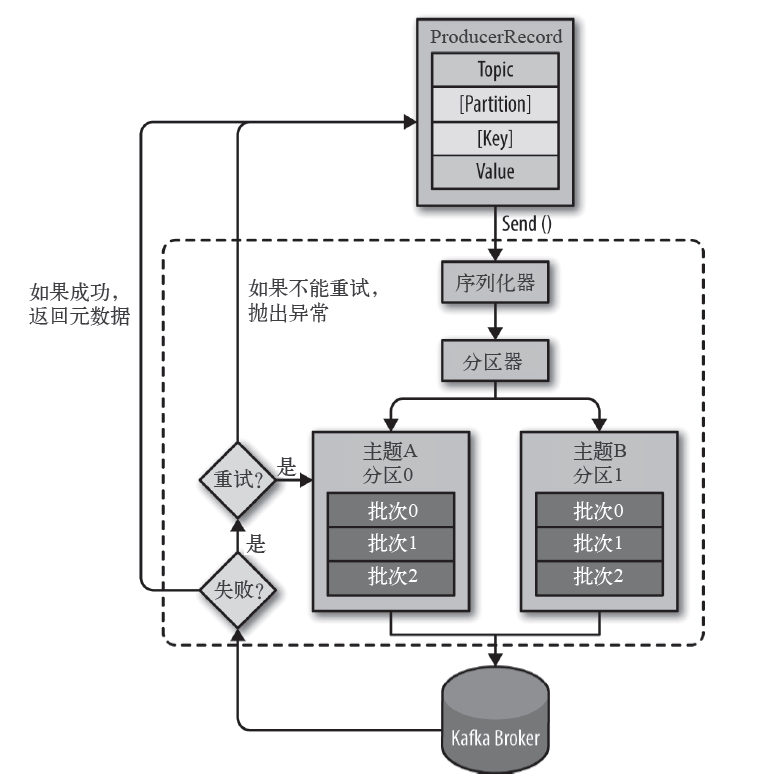 ProducerRecord
Topic
[Partition]
[Key]
Value
Send ()
序列化器
分区器
如果成功，
返回元数据
如果不能重试，
抛出异常
主题A
分区0
批次0
批次1
批次2
主题B
分区1
批次0
批次1
批次2
重试?
是
是
失败?
Kafka Broker